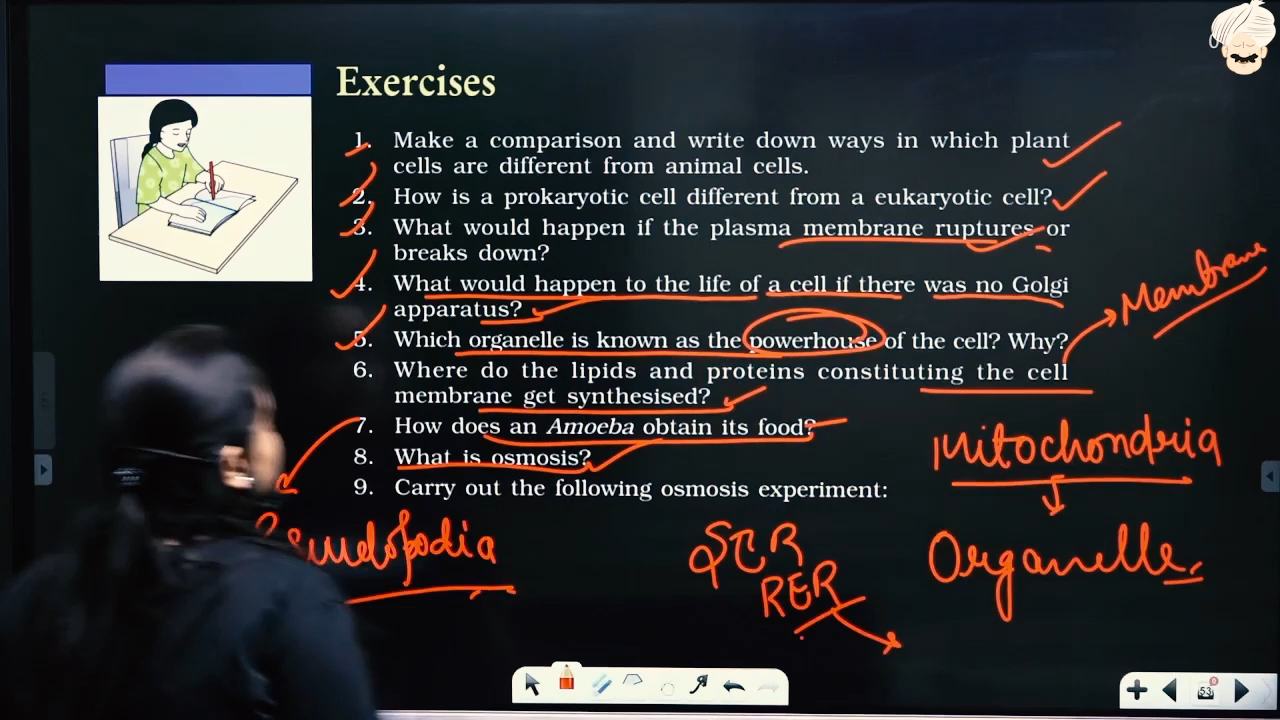 Exercises
1. Make a comparison and write down ways in which plant
cells are different from animal cells.
2. How is a prokaryotic cell different from a eukaryotic cell?
3. What would happen if the plasma membrane ruptures or
breaks down?
4. What would happen to the life of a cell if there was no Golgi
apparatus?
5. Which organelle is known as the powerhouse of the cell? Why?
Membrane
6. Where do the lipids and proteins constituting the cell
membrane get synthesised?
7. How does an Amoeba obtain its food?
8. What is osmosis?
9. Carry out the following osmosis experiment:
Mitochondria
Organelle.
RER
53